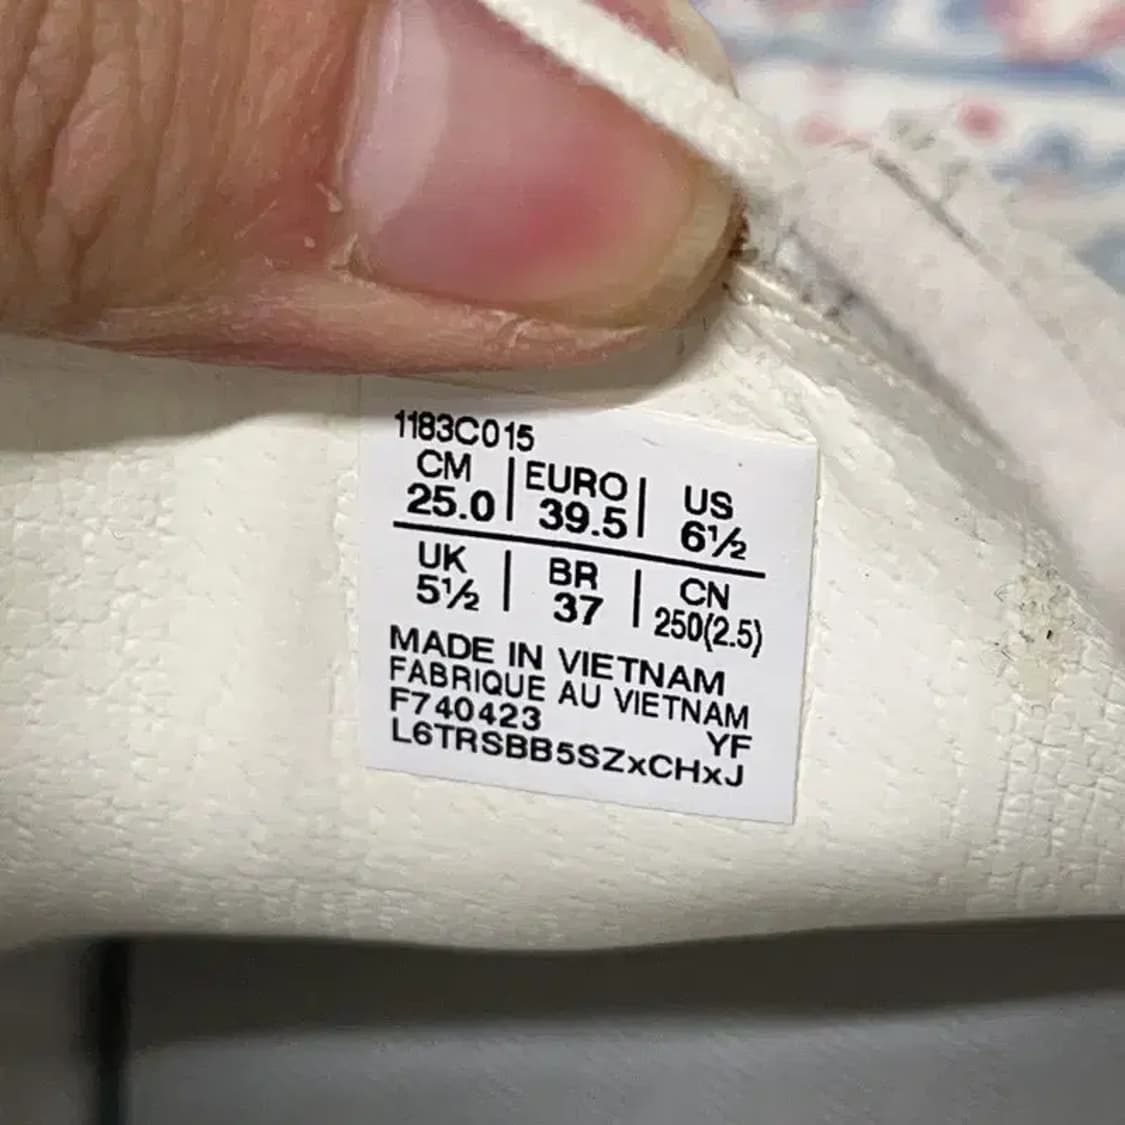 1183C015
CM | EURO | US
25.0 | 39.5 | 6½
UK | BR | CN
5½ | 37 | 250(2.5)
MADE IN VIETNAM
FABRIQUE AU VIETNAM
F740423 YF
L6TRSBB5SZxCHxJ